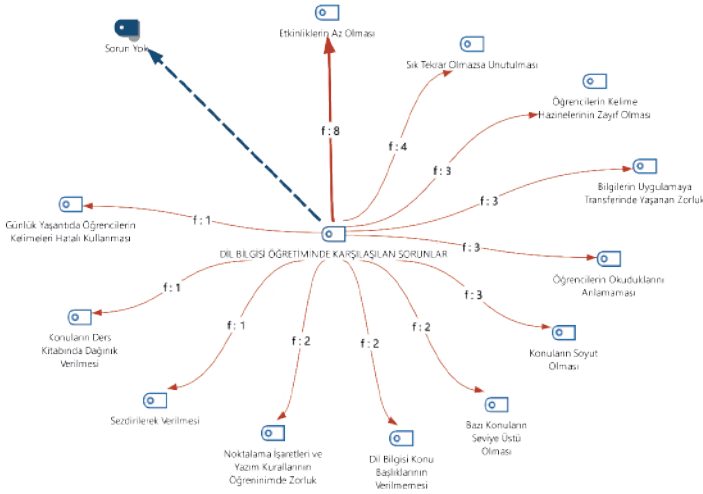 Sorun Yok
Etkinliklerin Az Olması
Sık Tekrar Olmazsa Unutulması
Öğrencilerin Kelime
Hazinelerinin Zayıf Olması
Bilgilerin Uygulamaya
Transferinde Yaşanan Zorluk
Öğrencilerin Okuduklarını
Anlamaması
Konuların Soyut
Olması
Bazı Konuların
Seviye Üstü
Olması
Dil Bilgisi Konu
Başlıklarının
Verilmemesi
Noktalama İşaretleri ve
Yazım Kurallarının
Öğreniminde Zorluk
Sezdirilerek Verilmesi
Konuların Ders
Kitabında Dağınık
Verilmesi
Günlük Yaşantıda Öğrencilerin
Kelimeleri Hatalı Kullanması
DİL BİLGİSİ ÖĞRETİMİNDE KARŞILAŞILAN SORUNLAR
f : 8
f : 4
f : 3
f : 3
f : 3
f : 3
f : 2
f : 2
f : 2
f : 1
f : 1
f : 1